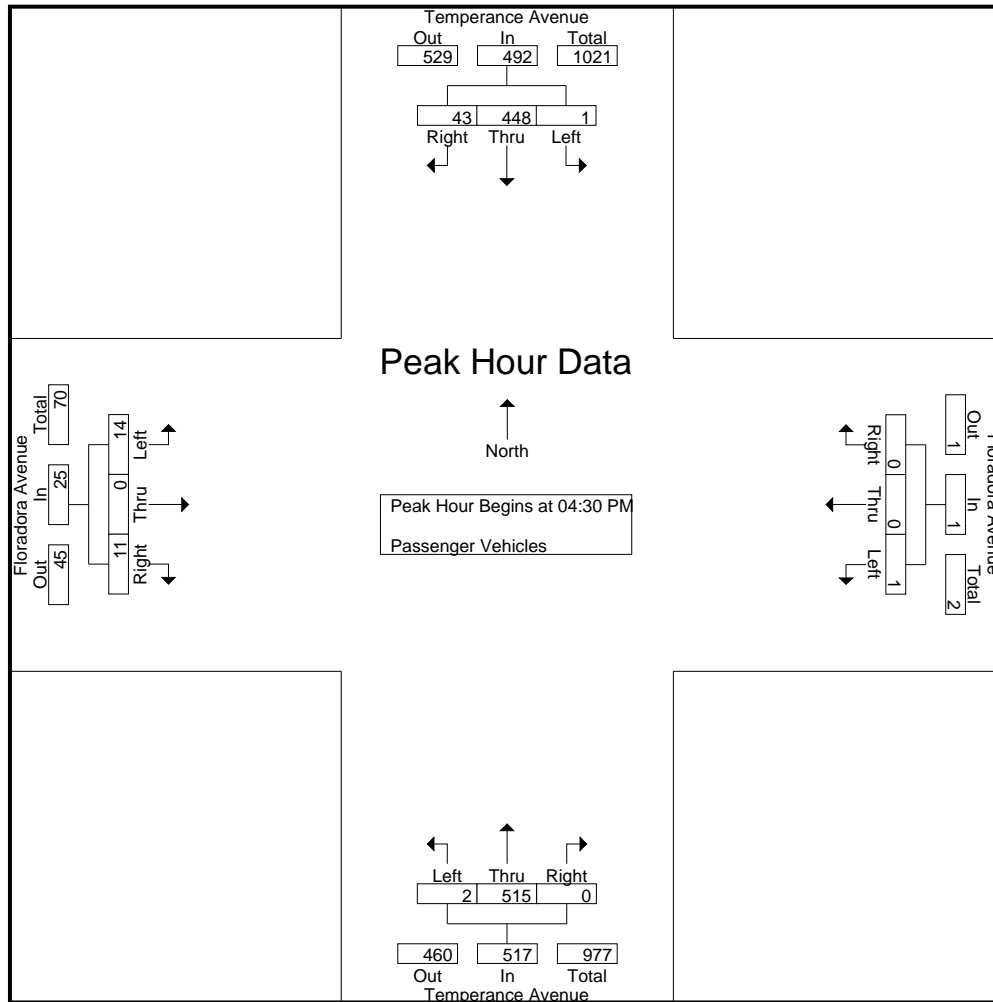 Temperance Avenue
Out In Total
529 492 1021
43 448 1
Right Thru Left
Peak Hour Data
North
Peak Hour Begins at 04:30 PM
Passenger Vehicles
Floradora Avenue
Out In Total
45 25 70
11 0 14
Right Thru Left
Right Thru Left
0 0 1
Out In Total
1 1 2
Floradora Avenue
Left Thru Right
2 515 0
460 517 977
Out In Total
Temperance Avenue